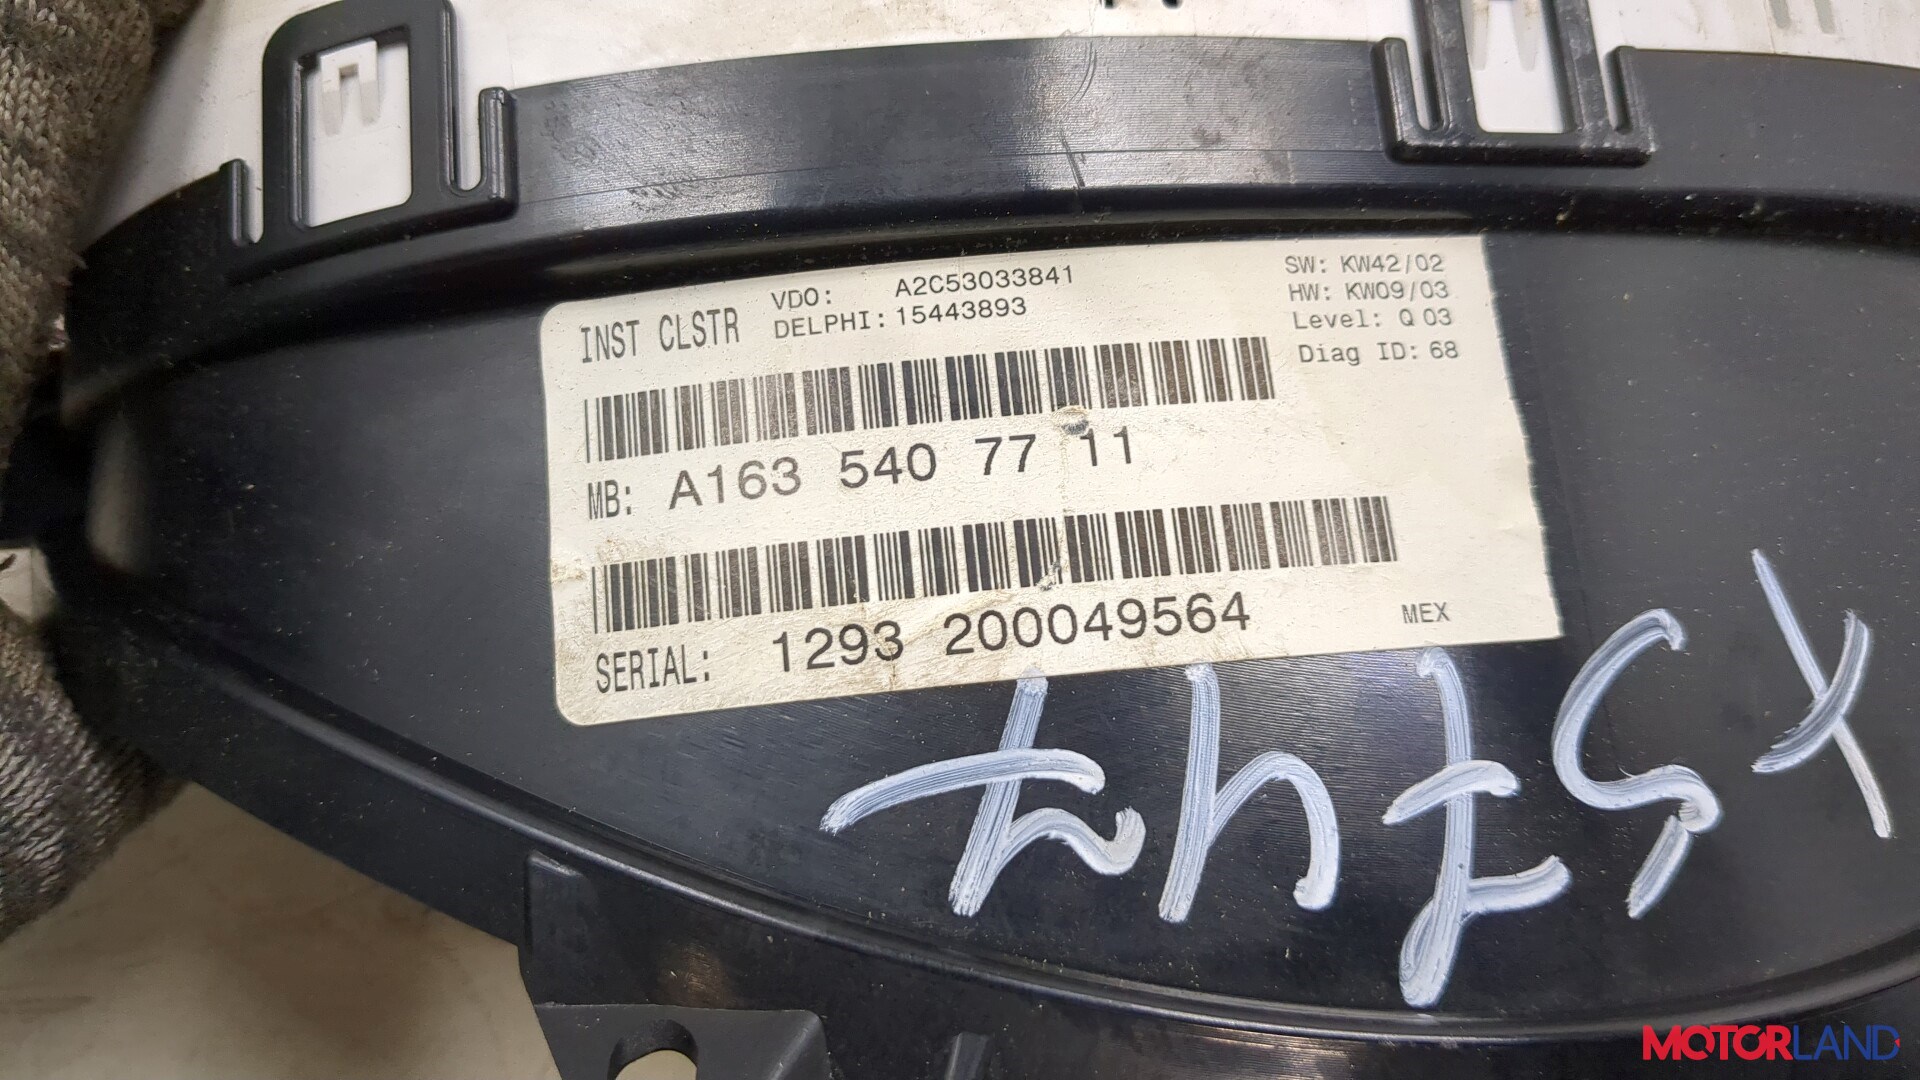 INST CLSTR
VDO: A2C53033841
DELPHI: 15443893
SW: KW42/02
HW: KW09/03
Level: Q 03
Diag ID: 68
MB: A163 540 77 11
SERIAL: 1293 200049564
MEX
MOTORLAND